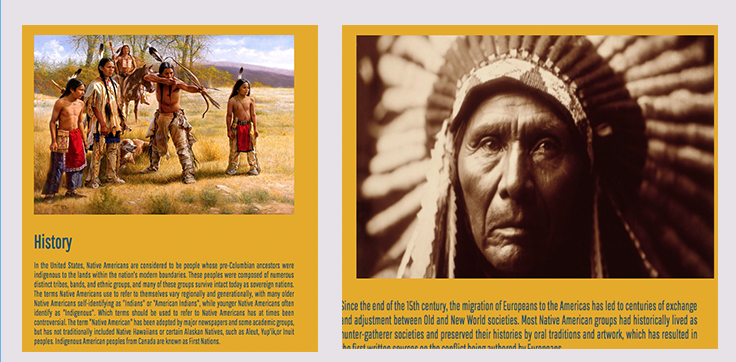 History
In the United States, Native Americans are considered to be people whose pre-Columbian ancestors were
indigenous to the lands within the nation's modern boundaries. These peoples were composed of numerous
distinct tribes, bands, and ethnic groups, and many of these groups survive intact today as sovereign nations.
The terms Native Americans use to refer to themselves vary regionally and generationally, with many older
Native Americans self-identifying as "Indians" or "American Indians", while younger Native Americans often
identify as "Indigenous". Which terms should be used to refer to Native Americans has at times been
controversial. The term "Native American" has been adopted by major newspapers and some academic groups,
but has not traditionally included Native Hawaiians or certain Alaskan Natives, such as Aleut, Yup'ik,or Inuit
peoples. Indigenous American peoples from Canada are known as First Nations.
Since the end of the 15th century, the migration of Europeans to the Americas has led to centuries of exchange
and adjustment between Old and New World societies. Most Native American groups had historically lived as
hunter-gatherer societies and preserved their histories by oral traditions and artwork, which has resulted in
the first written sources on the conflict being authored by Europeans